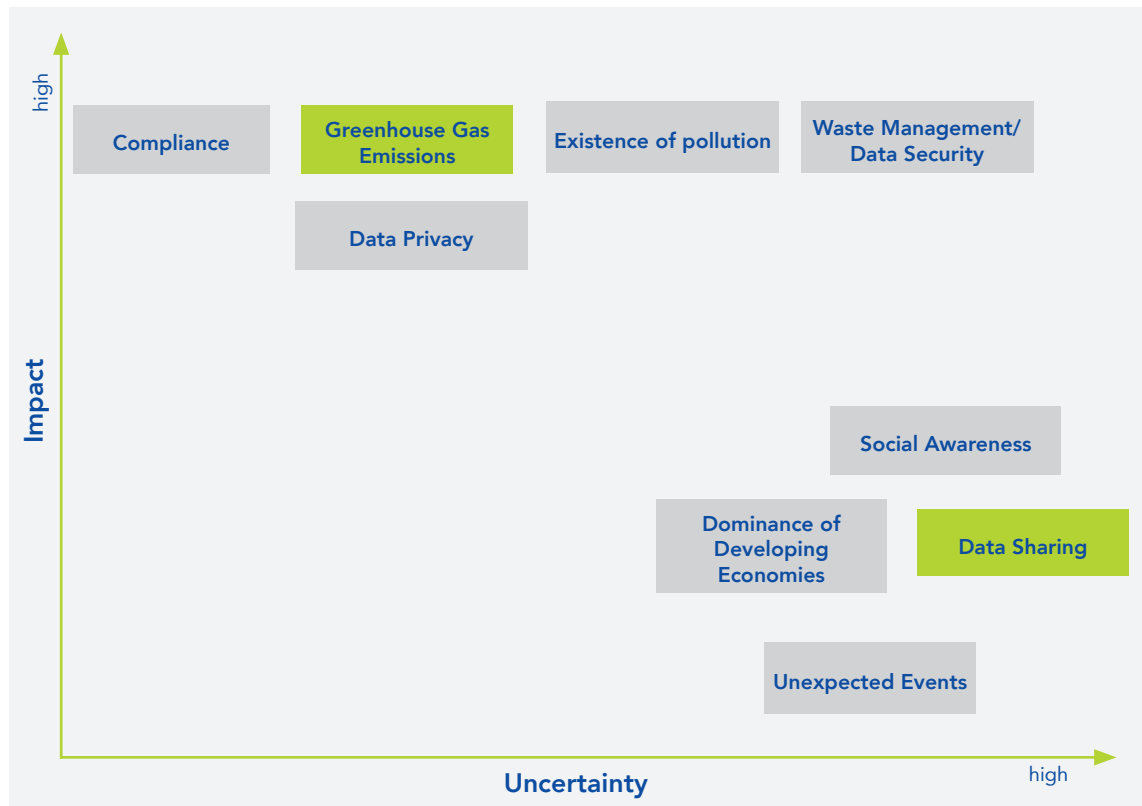 high
Compliance
Greenhouse Gas
Emissions
Existence of pollution
Waste Management/
Data Security
Data Privacy
Impact
Social Awareness
Dominance of
Developing
Economies
Data Sharing
Unexpected Events
Uncertainty
high